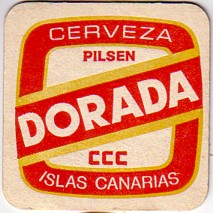 CERVEZA
PILSEN
DORADA
CCC
ISLAS CANARIAS